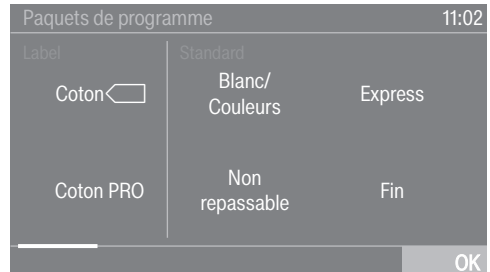 Paquets de programme 11:02
Label
Standard
Coton
Blanc/
Couleurs
Express
Coton PRO
Non
repassable
Fin
OK